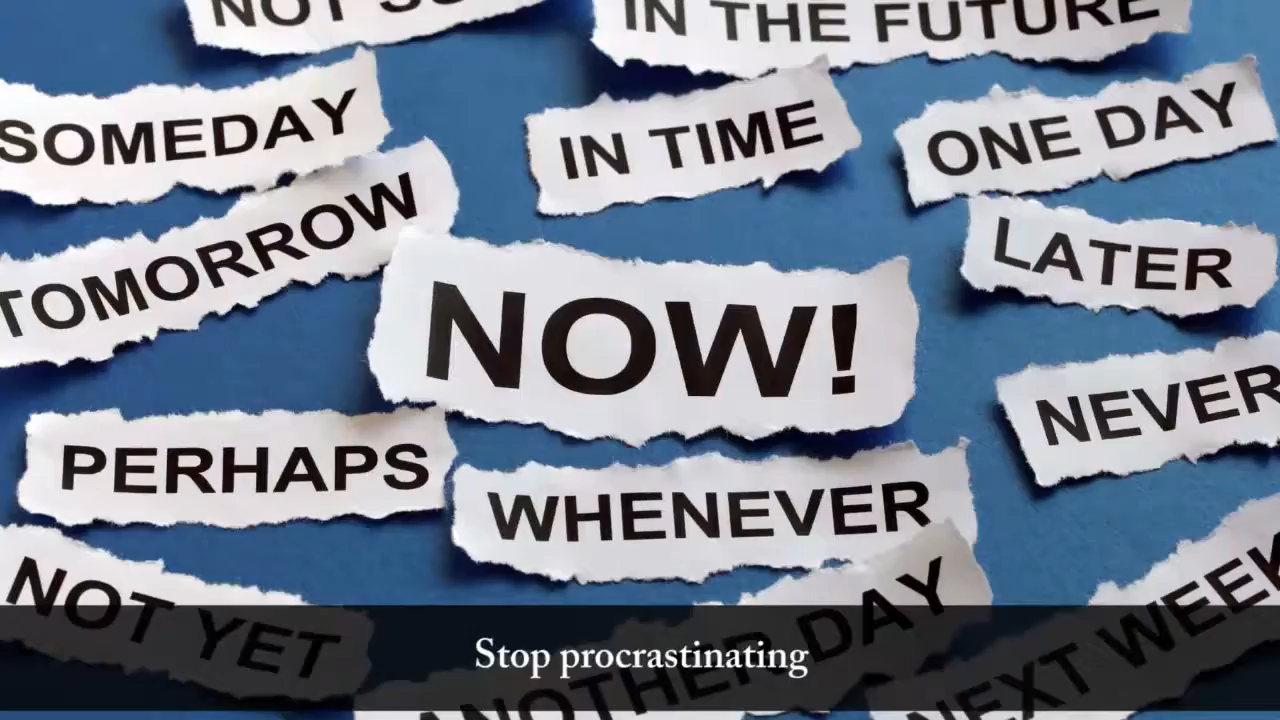 NOT
IN THE FUTURE
SOMEDAY
IN TIME
ONE DAY
TOMORROW
LATER
NOW!
NEVER
PERHAPS
WHENEVER
NOT YET
ANOTHER DAY
NEXT WEEK
Stop procrastinating